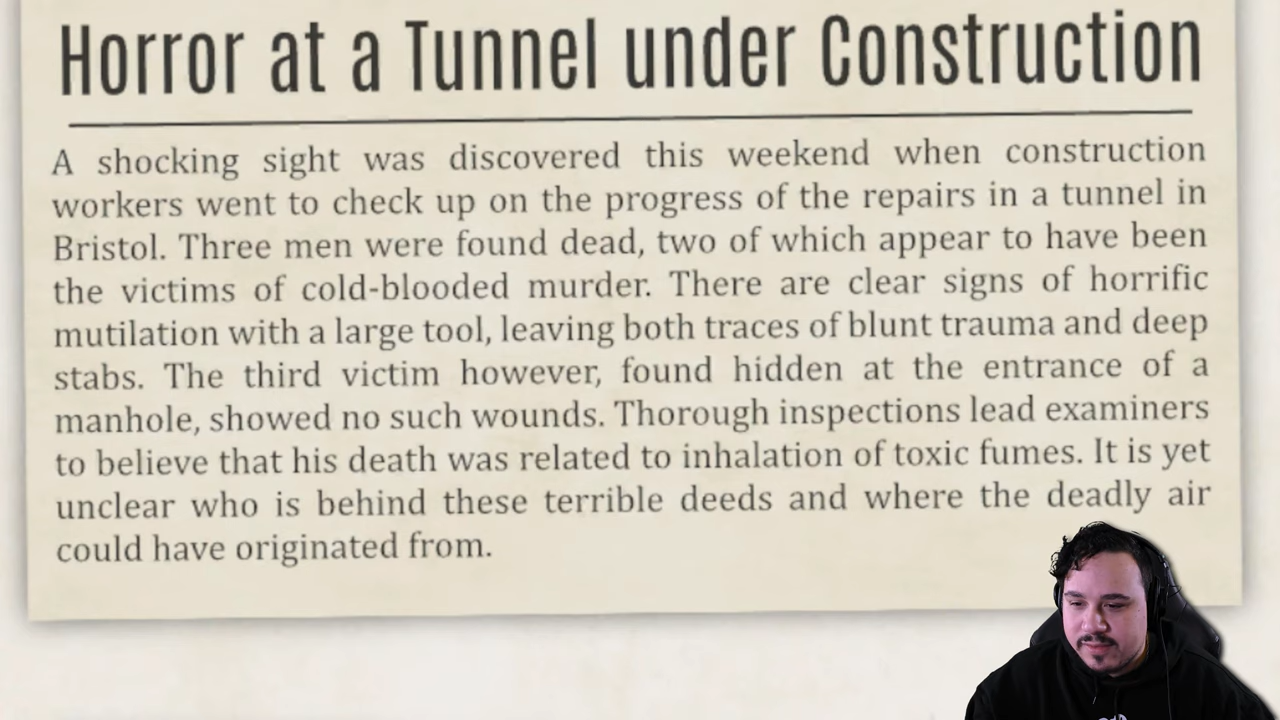 Horror at a Tunnel under Construction
A shocking sight was discovered this weekend when construction
workers went to check up on the progress of the repairs in a tunnel in
Bristol. Three men were found dead, two of which appear to have been
the victims of cold-blooded murder. There are clear signs of horrific
mutilation with a large tool, leaving both traces of blunt trauma and deep
stabs. The third victim however, found hidden at the entrance of a
manhole, showed no such wounds. Thorough inspections lead examiners
to believe that his death was related to inhalation of toxic fumes. It is yet
unclear who is behind these terrible deeds and where the deadly air
could have originated from.